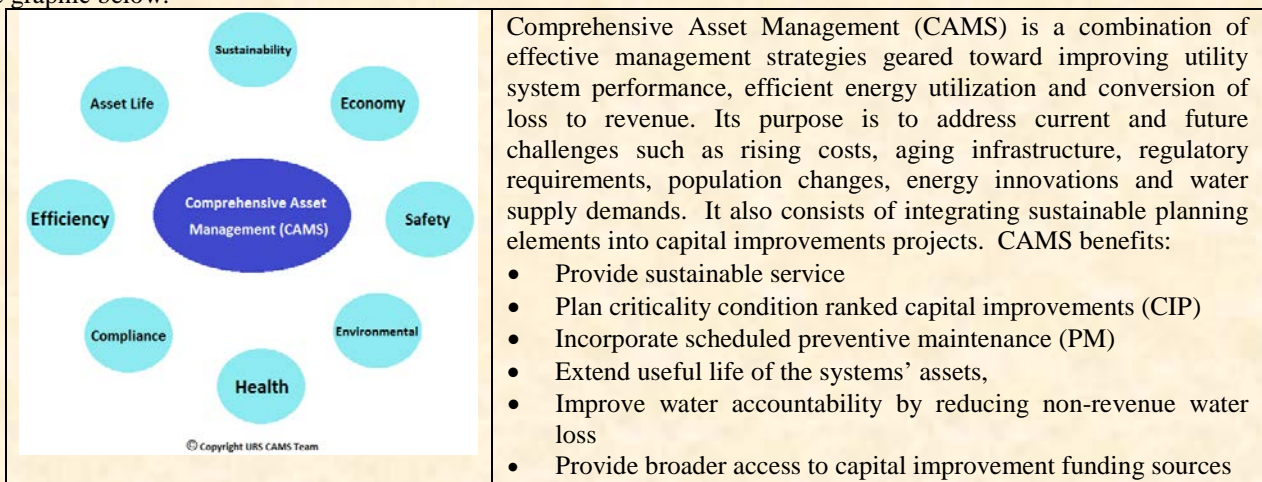 graphic below.
Sustainability
Asset Life
Economy
Efficiency
Comprehensive Asset
Management (CAMS)
Safety
Compliance
Environmental
Health
© Copyright URS CAMS Team
Comprehensive Asset Management (CAMS) is a combination of
effective management strategies geared toward improving utility
system performance, efficient energy utilization and conversion of
loss to revenue. Its purpose is to address current and future
challenges such as rising costs, aging infrastructure, regulatory
requirements, population changes, energy innovations and water
supply demands.  It also consists of integrating sustainable planning
elements into capital improvements projects.  CAMS benefits:
• Provide sustainable service
• Plan criticality condition ranked capital improvements (CIP)
• Incorporate scheduled preventive maintenance (PM)
• Extend useful life of the systems’ assets,
• Improve water accountability by reducing non-revenue water
loss
• Provide broader access to capital improvement funding sources